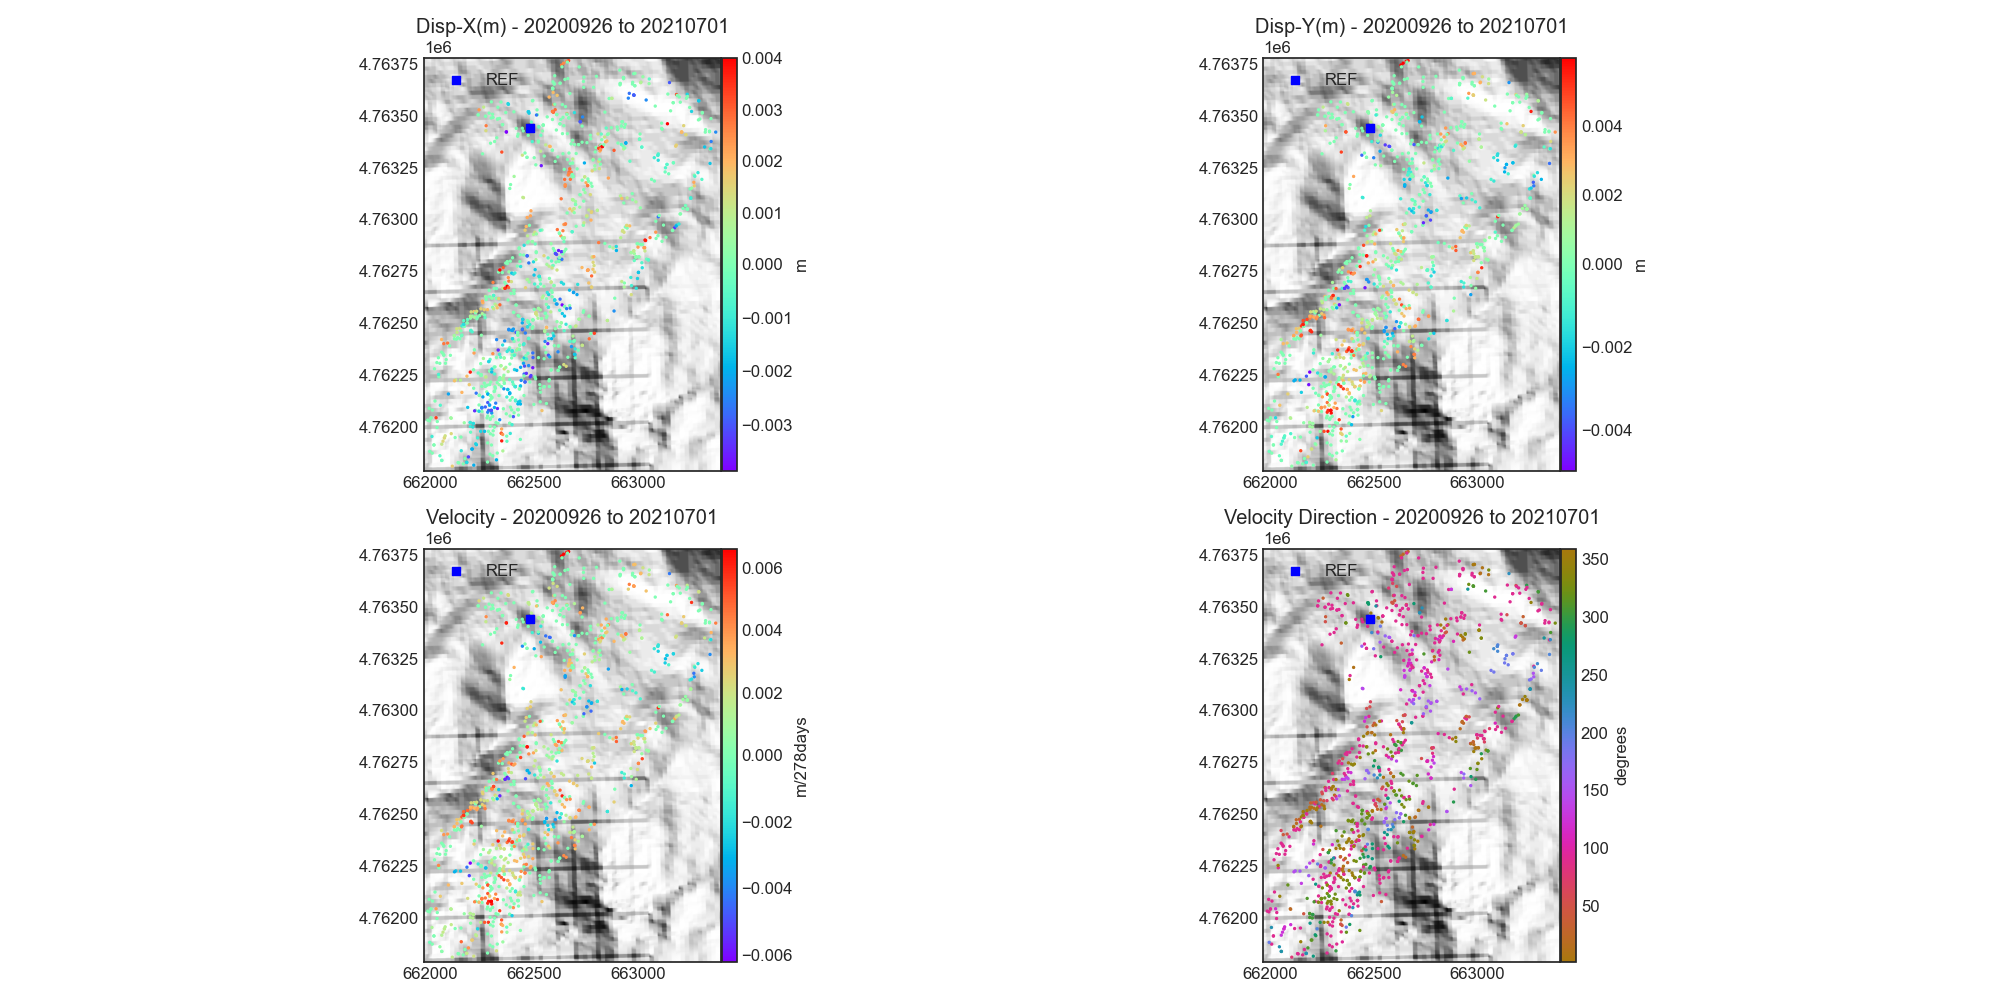 Disp-X(m) - 20200926 to 20210701
1e6
4.76375
4.76350
4.76325
4.76300
4.76275
4.76250
4.76225
4.76200
662000 662500 663000
REF
0.004
0.003
0.002
0.001
0.000
−0.001
−0.002
−0.003
m
Disp-Y(m) - 20200926 to 20210701
1e6
4.76375
4.76350
4.76325
4.76300
4.76275
4.76250
4.76225
4.76200
662000 662500 663000
REF
0.004
0.002
0.000
−0.002
−0.004
m
Velocity - 20200926 to 20210701
1e6
4.76375
4.76350
4.76325
4.76300
4.76275
4.76250
4.76225
4.76200
662000 662500 663000
REF
0.006
0.004
0.002
0.000
−0.002
−0.004
−0.006
m/278days
Velocity Direction - 20200926 to 20210701
1e6
4.76375
4.76350
4.76325
4.76300
4.76275
4.76250
4.76225
4.76200
662000 662500 663000
REF
350
300
250
200
150
100
50
degrees